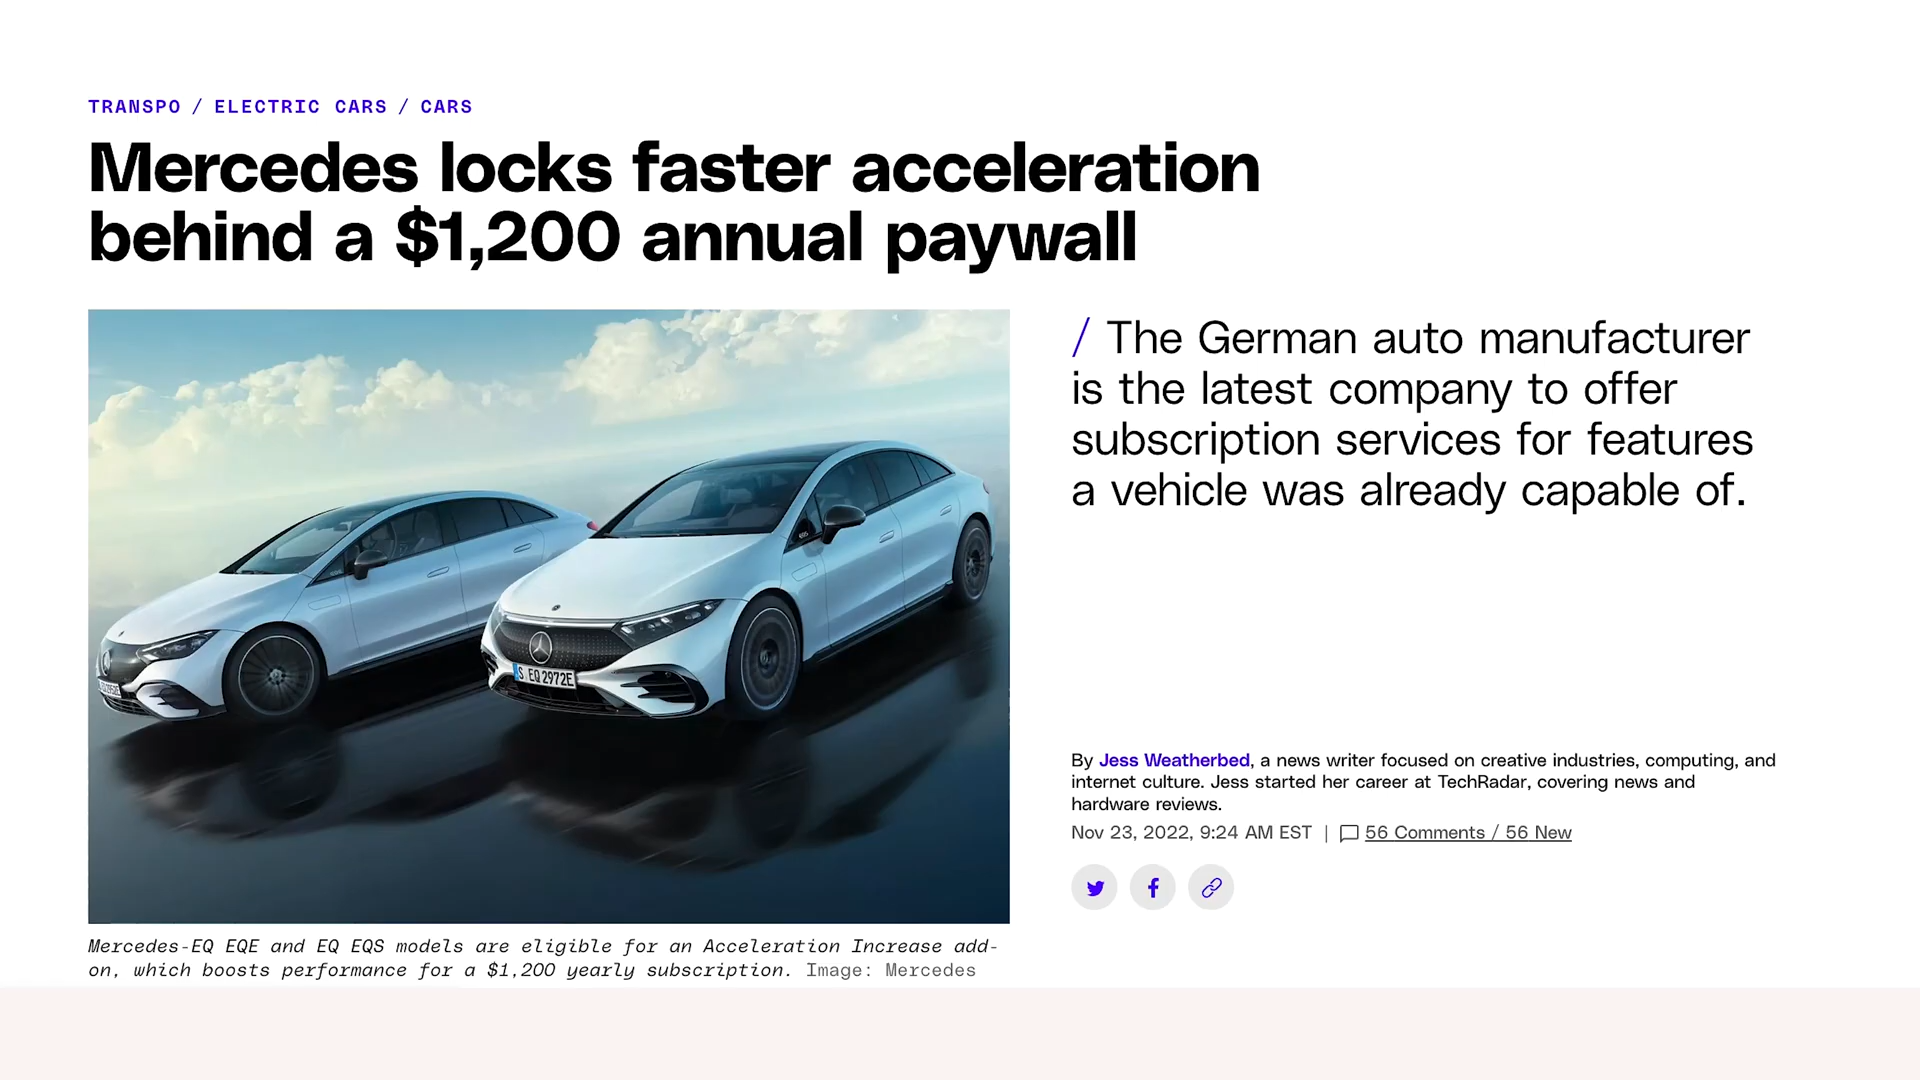 TRANSPO / ELECTRIC CARS / CARS
Mercedes locks faster acceleration
behind a $1,200 annual paywall
/ The German auto manufacturer
is the latest company to offer
subscription services for features
a vehicle was already capable of.
S EQ 2972E
By Jess Weatherbed, a news writer focused on creative industries, computing, and
internet culture. Jess started her career at TechRadar, covering news and
hardware reviews.
Nov 23, 2022, 9:24 AM EST | 56 Comments / 56 New
Mercedes-EQ EQE and EQ EQS models are eligible for an Acceleration Increase add-
on, which boosts performance for a $1,200 yearly subscription. Image: Mercedes